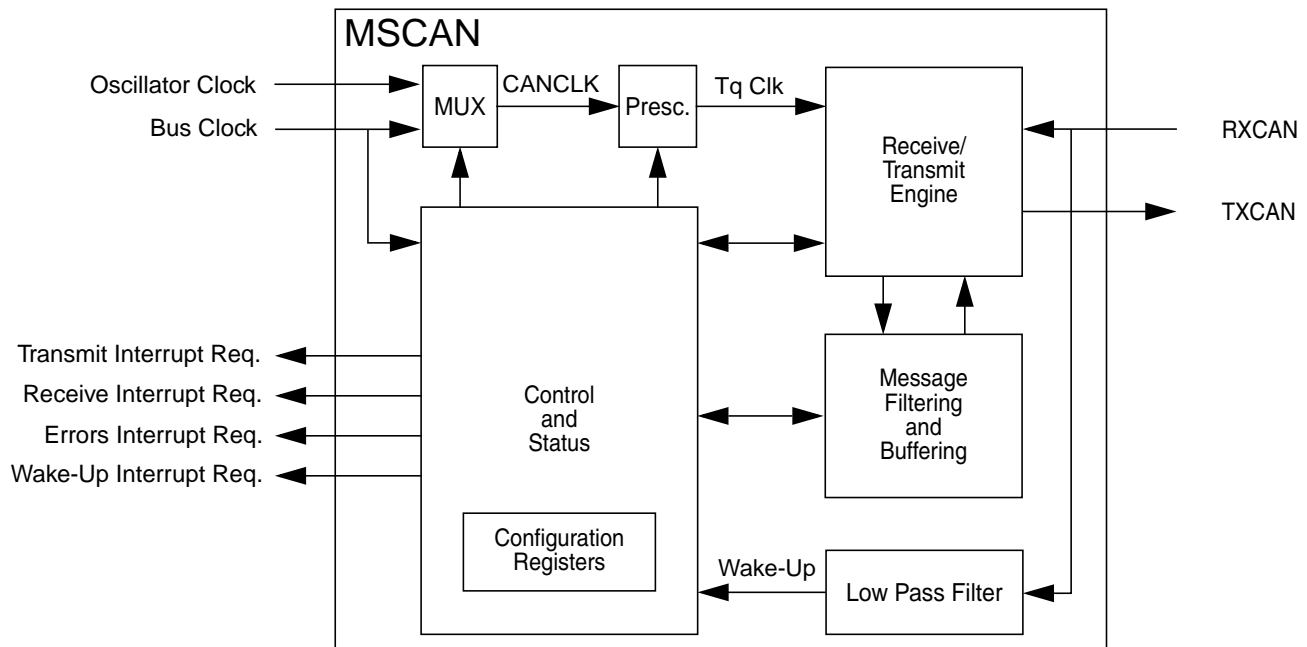 MSCAN
Oscillator Clock
Bus Clock
MUX
CANCLK
Presc.
Tq Clk
Receive/
Transmit
Engine
RXCAN
TXCAN
Transmit Interrupt Req.
Receive Interrupt Req.
Errors Interrupt Req.
Wake-Up Interrupt Req.
Control
and
Status
Message
Filtering
and
Buffering
Configuration
Registers
Wake-Up
Low Pass Filter